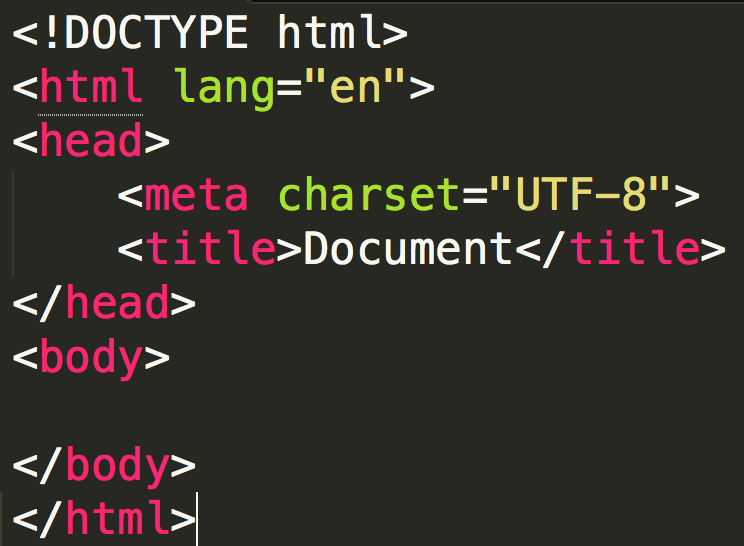 <!DOCTYPE html>
<html lang="en">
<head>
    <meta charset="UTF-8">
    <title>Document</title>
</head>
<body>

</body>
</html>